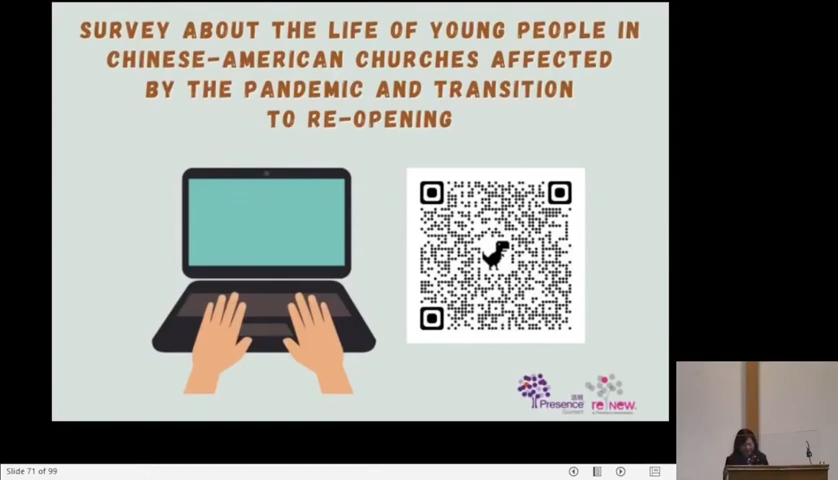 SURVEY ABOUT THE LIFE OF YOUNG PEOPLE IN
CHINESE-AMERICAN CHURCHES AFFECTED
BY THE PANDEMIC AND TRANSITION
TO RE-OPENING
Presence
re|new.
Slide 71 of 99